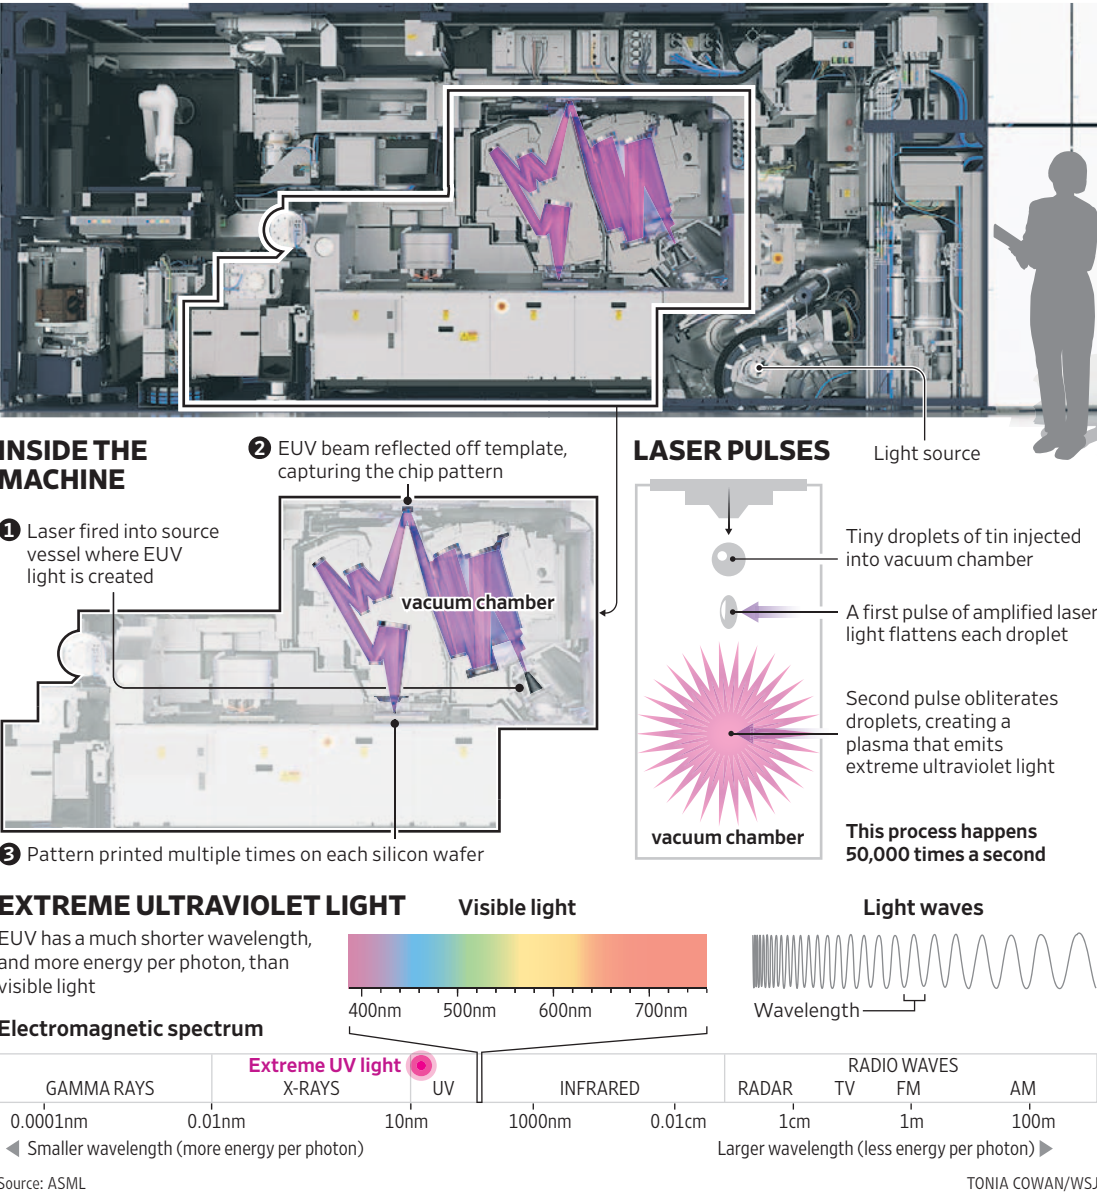 INSIDE THE
MACHINE
❶ Laser fired into source
vessel where EUV
light is created
❷ EUV beam reflected off template,
capturing the chip pattern
vacuum chamber
❸ Pattern printed multiple times on each silicon wafer
LASER PULSES
Light source
Tiny droplets of tin injected
into vacuum chamber
A first pulse of amplified laser
light flattens each droplet
Second pulse obliterates
droplets, creating a
plasma that emits
extreme ultraviolet light
vacuum chamber
This process happens
50,000 times a second
EXTREME ULTRAVIOLET LIGHT
EUV has a much shorter wavelength,
and more energy per photon, than
visible light
Visible light
400nm 500nm 600nm 700nm
Light waves
Wavelength
Electromagnetic spectrum
Extreme UV light
RADIO WAVES
GAMMA RAYS X-RAYS UV INFRARED RADAR TV FM AM
0.0001nm 0.01nm 10nm 1000nm 0.01cm 1cm 1m 100m
◀ Smaller wavelength (more energy per photon)
Larger wavelength (less energy per photon) ▶
Source: ASML
TONIA COWAN/WSJ